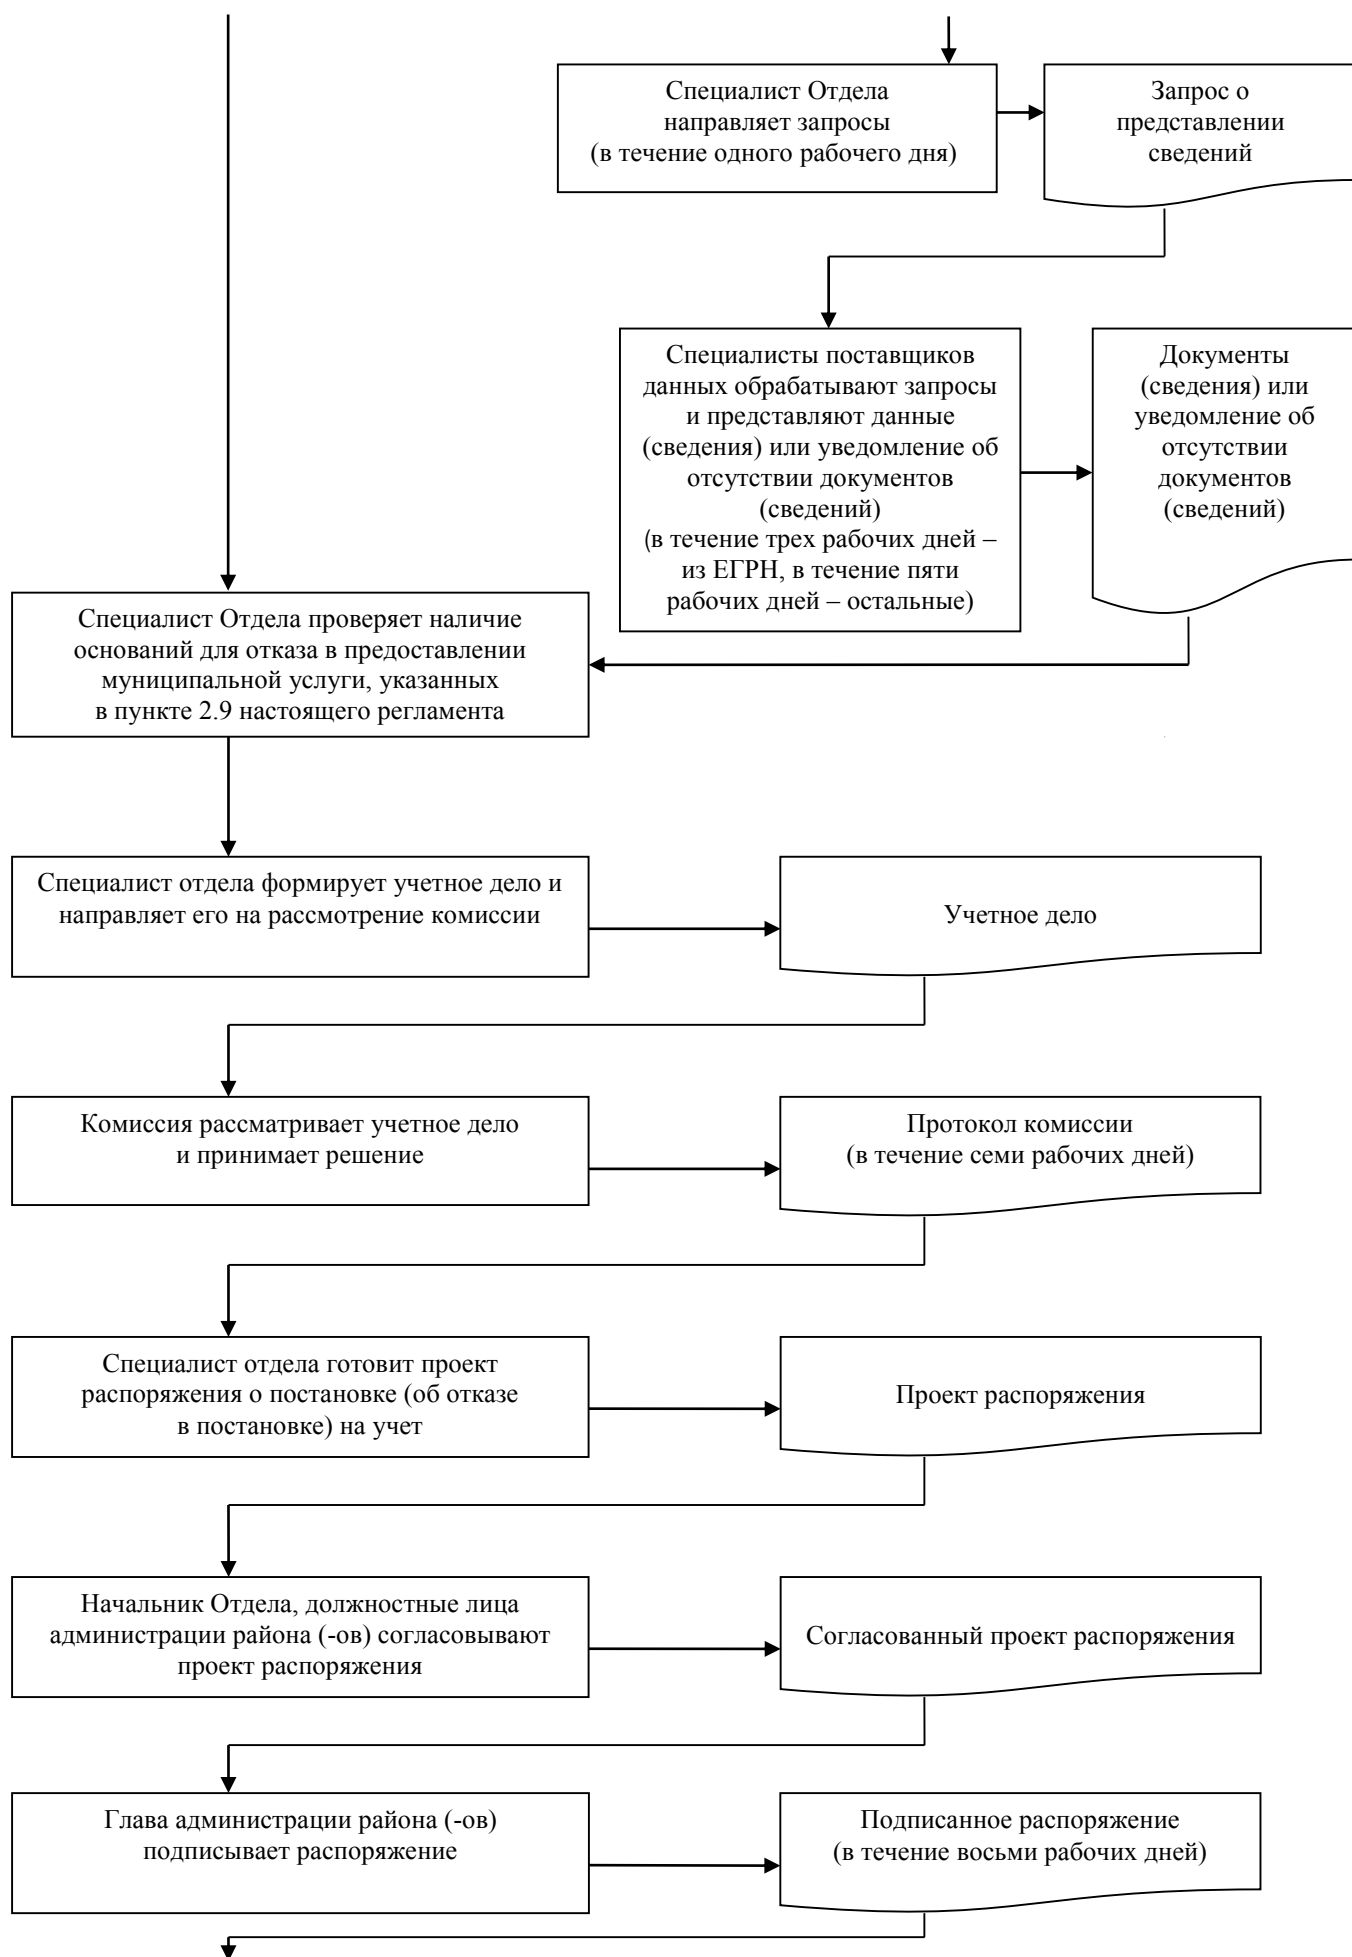 Специалист Отдела
направляет запросы
(в течение одного рабочего дня)
Запрос о
представлении
сведений
Специалисты поставщиков
данных обрабатывают запросы
и представляют данные
(сведения) или уведомление об
отсутствии документов
(сведений)
(в течение трех рабочих дней –
из ЕГРН, в течение пяти
рабочих дней – остальные)
Документы
(сведения) или
уведомление об
отсутствии
документов
(сведений)
Специалист Отдела проверяет наличие
оснований для отказа в предоставлении
муниципальной услуги, указанных
в пункте 2.9 настоящего регламента
Специалист отдела формирует учетное дело и
направляет его на рассмотрение комиссии
Учетное дело
Комиссия рассматривает учетное дело
и принимает решение
Протокол комиссии
(в течение семи рабочих дней)
Специалист отдела готовит проект
распоряжения о постановке (об отказе
в постановке) на учет
Проект распоряжения
Начальник Отдела, должностные лица
администрации района (-ов) согласовывают
проект распоряжения
Согласованный проект распоряжения
Глава администрации района (-ов)
подписывает распоряжение
Подписанное распоряжение
(в течение восьми рабочих дней)